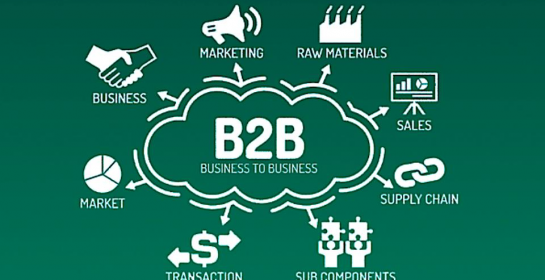 MARKETING
RAW MATERIALS
BUSINESS
SALES
B2B
BUSINESS TO BUSINESS
MARKET
SUPPLY CHAIN
TRANSACTION
SUB COMPONENTS